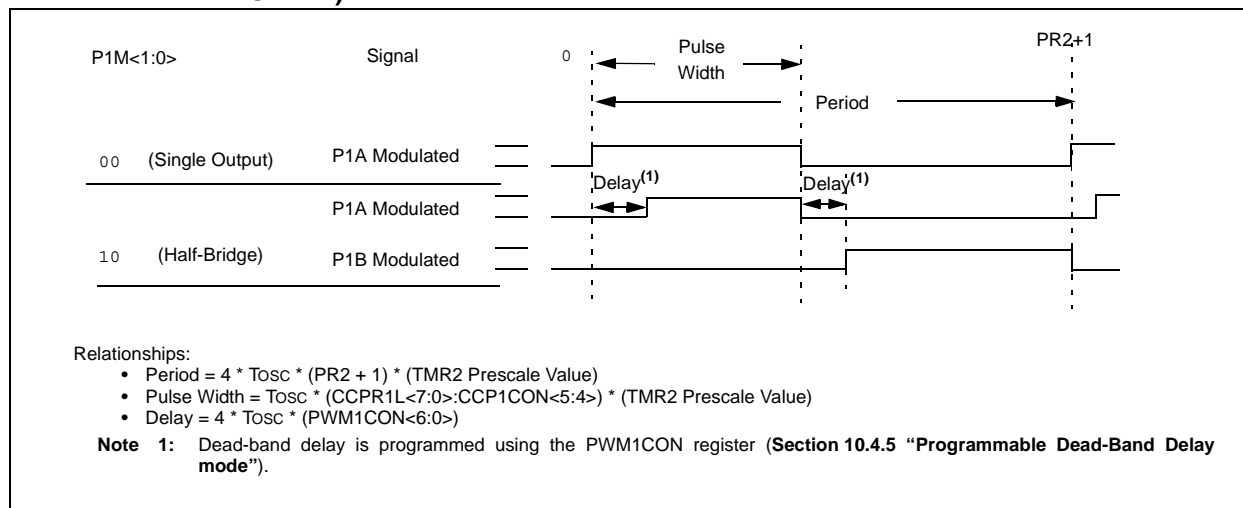 P1M<1:0> Signal 0 Pulse Width PR2+1
Period
00 (Single Output) P1A Modulated
Delay(1) Delay(1)
P1A Modulated
10 (Half-Bridge) P1B Modulated
Relationships:
• Period = 4 * TOSC * (PR2 + 1) * (TMR2 Prescale Value)
• Pulse Width = TOSC * (CCPR1L<7:0>:CCP1CON<5:4>) * (TMR2 Prescale Value)
• Delay = 4 * TOSC * (PWM1CON<6:0>)
Note 1: Dead-band delay is programmed using the PWM1CON register (Section 10.4.5 “Programmable Dead-Band Delay
mode”).